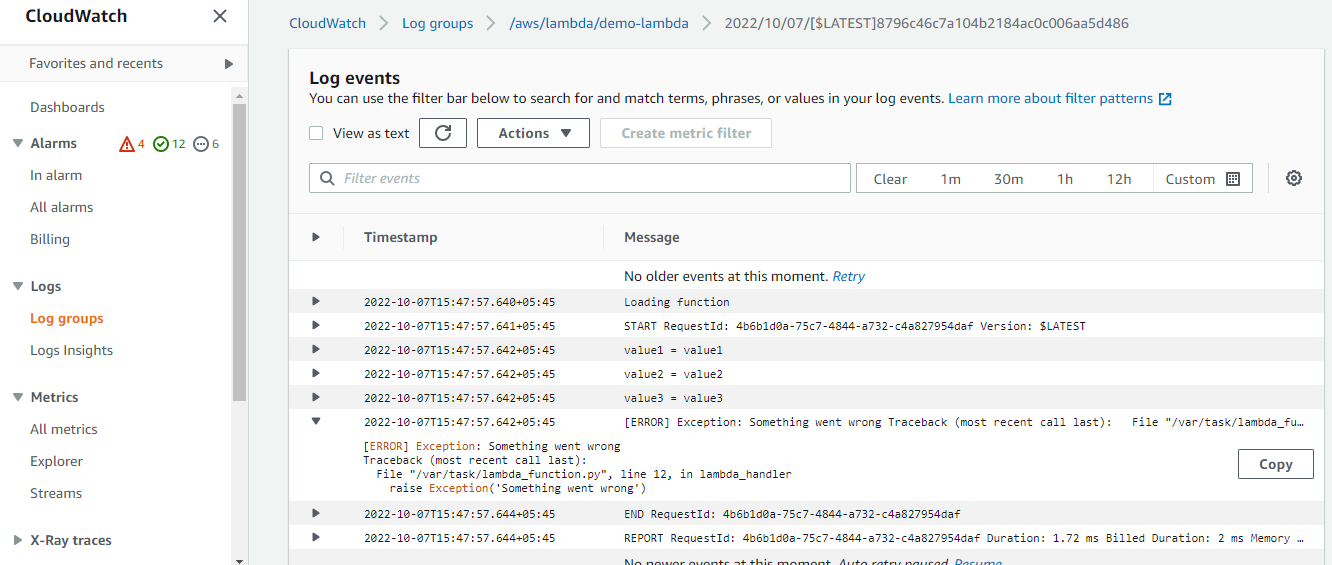 CloudWatch
Favorites and recents
Dashboards
Alarms 4 12 6
In alarm
All alarms
Billing
Logs
Log groups
Logs Insights
Metrics
All metrics
Explorer
Streams
X-Ray traces
CloudWatch Log groups /aws/lambda/demo-lambda 2022/10/07/[$LATEST]8796c46c7a104b2184ac0c006aa5d486
Log events
You can use the filter bar below to search for and match terms, phrases, or values in your log events. Learn more about filter patterns
View as text Actions Create metric filter
Filter events Clear 1m 30m 1h 12h Custom
Timestamp Message
No older events at this moment. Retry
2022-10-07T15:47:57.640+05:45 Loading function
2022-10-07T15:47:57.641+05:45 START RequestId: 4b6b1d0a-75c7-4844-a732-c4a827954daf Version: $LATEST
2022-10-07T15:47:57.642+05:45 value1 = value1
2022-10-07T15:47:57.642+05:45 value2 = value2
2022-10-07T15:47:57.642+05:45 value3 = value3
2022-10-07T15:47:57.642+05:45 [ERROR] Exception: Something went wrong Traceback (most recent call last): File "/var/task/lambda_fu…
[ERROR] Exception: Something went wrong
Traceback (most recent call last):
File "/var/task/lambda_function.py", line 12, in lambda_handler
raise Exception('Something went wrong')
Copy
2022-10-07T15:47:57.644+05:45 END RequestId: 4b6b1d0a-75c7-4844-a732-c4a827954daf
2022-10-07T15:47:57.644+05:45 REPORT RequestId: 4b6b1d0a-75c7-4844-a732-c4a827954daf Duration: 1.72 ms Billed Duration: 2 ms Memory …
No newer events at this moment. Auto retry paused. Resume